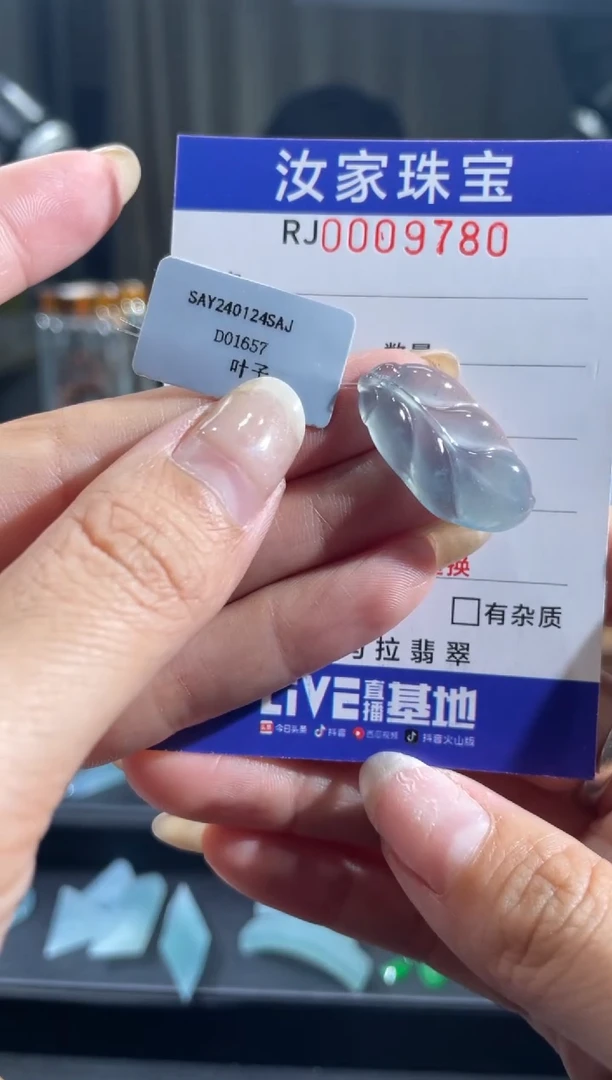 汝家珠宝
RJ0009780
SAY240124SAJ
D01657
叶子
数量
换
□有杂质
拉翡翠
LIVE直播基地
今日头条 抖音 西瓜视频 抖音火山版